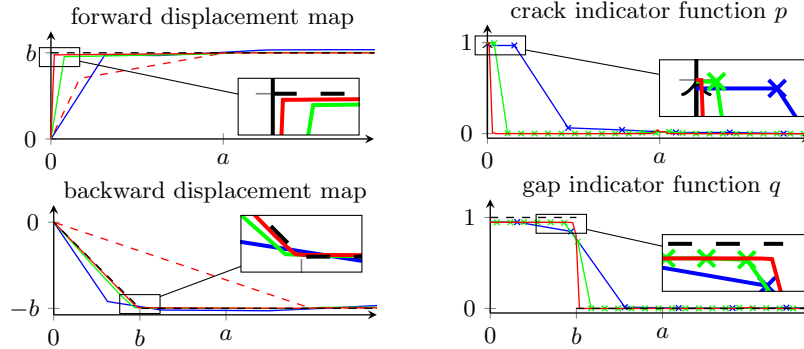 forward displacement map
b
0
a
crack indicator function p
1
0
0
a
backward displacement map
0
−b
0
b
a
gap indicator function q
1
0
0
b
a